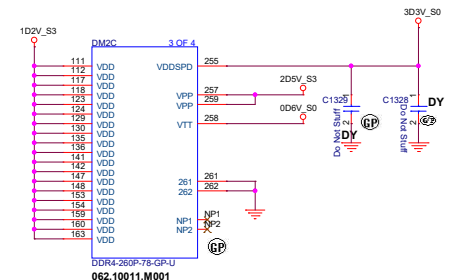 3D3V_S0
1D2V_S3
DM2C 3 OF 4
111 VDD VDDSPD 255
112 VDD
117 VDD
118 VDD VPP 257 2D5V_S3
123 VDD VPP 259
124 VDD
129 VDD VTT 258 0D6V_S0
130 VDD
135 VDD
136 VDD
141 VDD
142 VDD
147 VDD 261 261
148 VDD 262 262
153 VDD
154 VDD
159 VDD NP1 NP1
160 VDD NP2 NP2
163 VDD
GP
DDR4-260P-78-GP-U
062.10011.M001
C1329
1
2
Do Not Stuff
DY
GP
C1328
1
2
Do Not Stuff
DY
GP